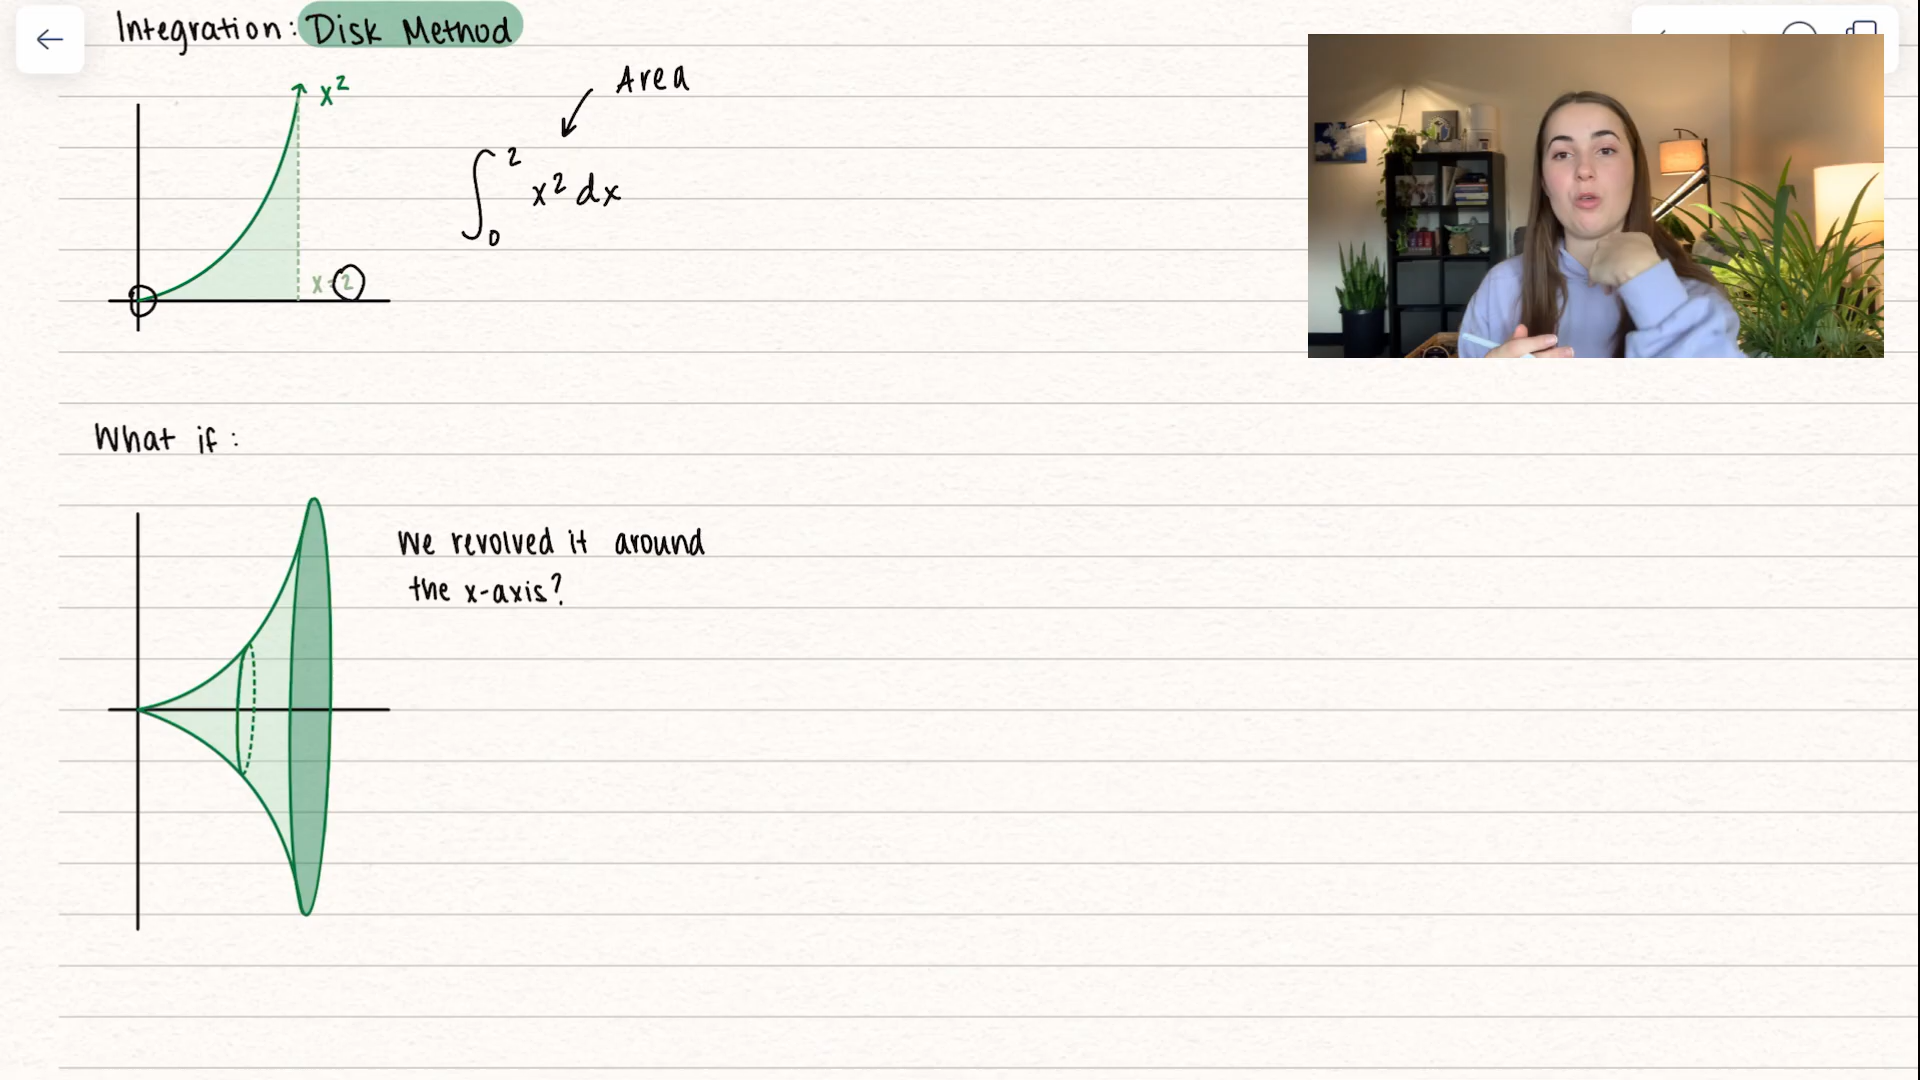 Integration: Disk Method
x²
Area
∫₀² x² dx
x=2
What if:
We revolved it around
the x-axis?